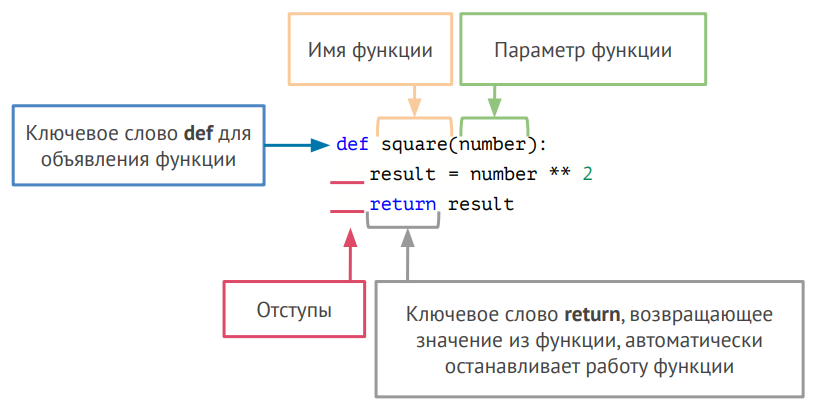 Имя функции
Параметр функции
Ключевое слово def для
объявления функции
def square(number):
result = number ** 2
return result
Отступы
Ключевое слово return, возвращающее
значение из функции, автоматически
останавливает работу функции